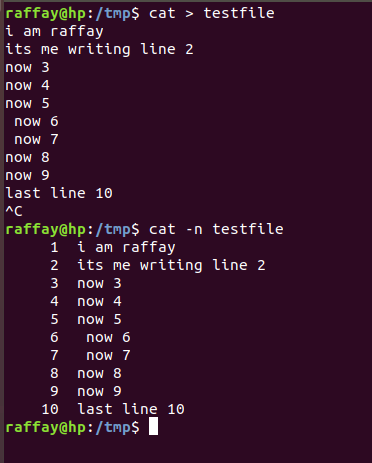 raffay@hp:/tmp$ cat > testfile
i am raffay
its me writing line 2
now 3
now 4
now 5
 now 6
 now 7
now 8
now 9
last line 10
^C
raffay@hp:/tmp$ cat -n testfile
     1  i am raffay
     2  its me writing line 2
     3  now 3
     4  now 4
     5  now 5
     6   now 6
     7   now 7
     8  now 8
     9  now 9
    10  last line 10
raffay@hp:/tmp$